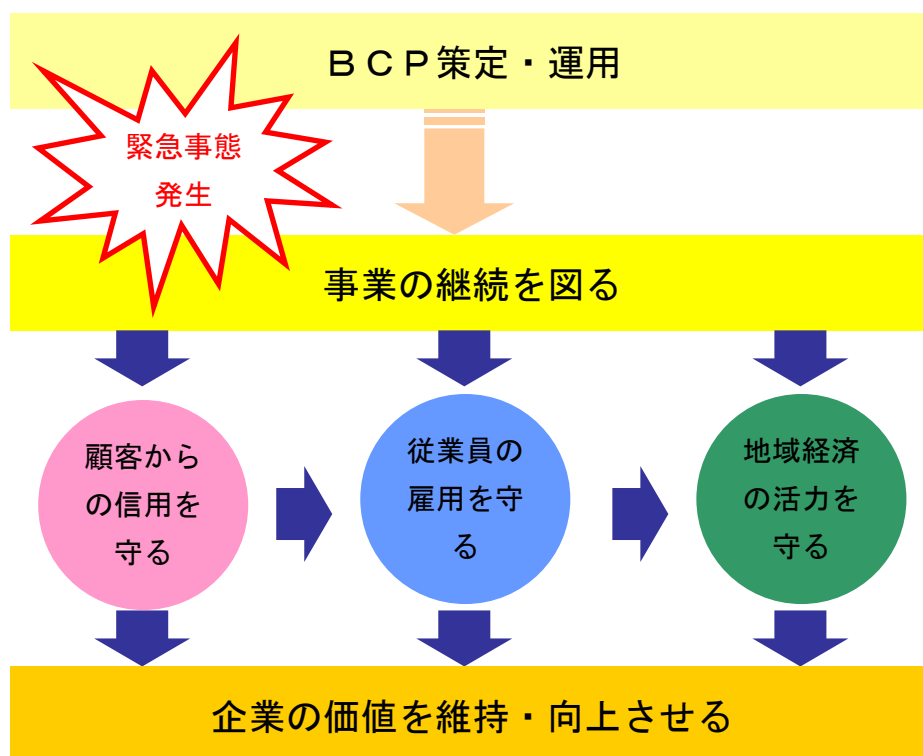 ＢＣＰ策定・運用
緊急事態
発生
事業の継続を図る
顧客から
の信用を
守る
従業員の
雇用を守
る
地域経済
の活力を
守る
企業の価値を維持・向上させる